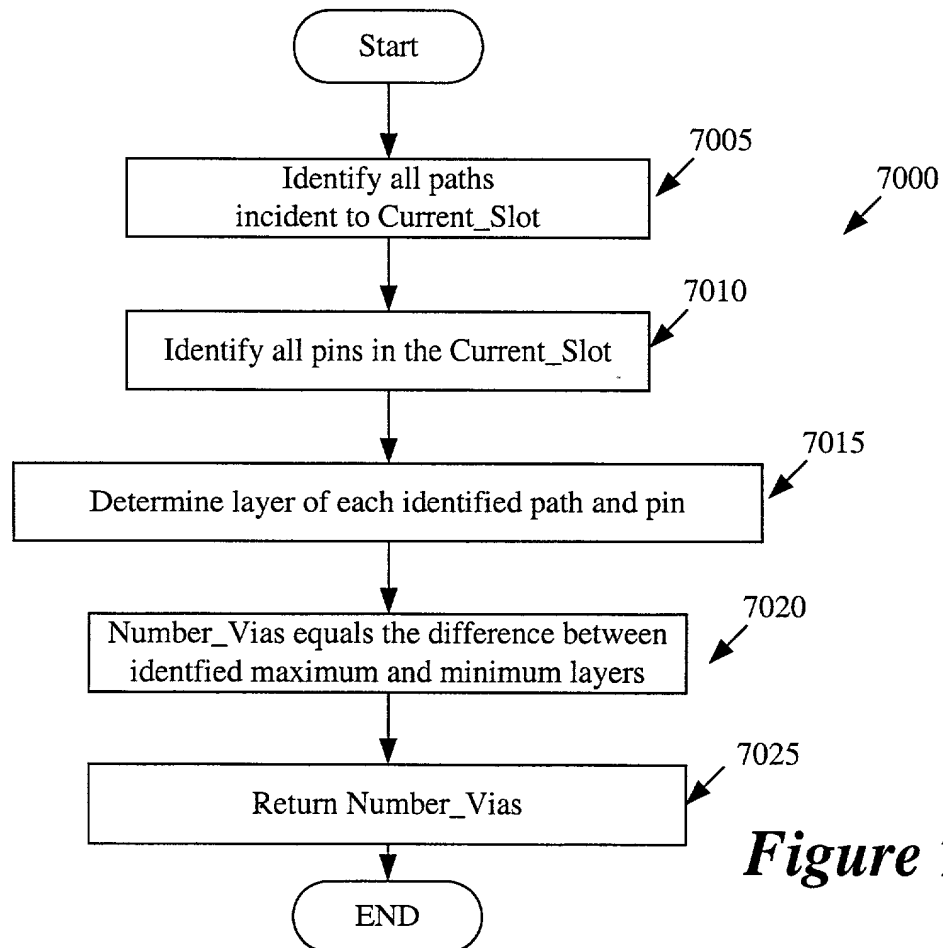 Start
7005
Identify all paths
incident to Current_Slot
7000
7010
Identify all pins in the Current_Slot
7015
Determine layer of each identified path and pin
7020
Number_Vias equals the difference between
identfied maximum and minimum layers
7025
Return Number_Vias
Figure
END